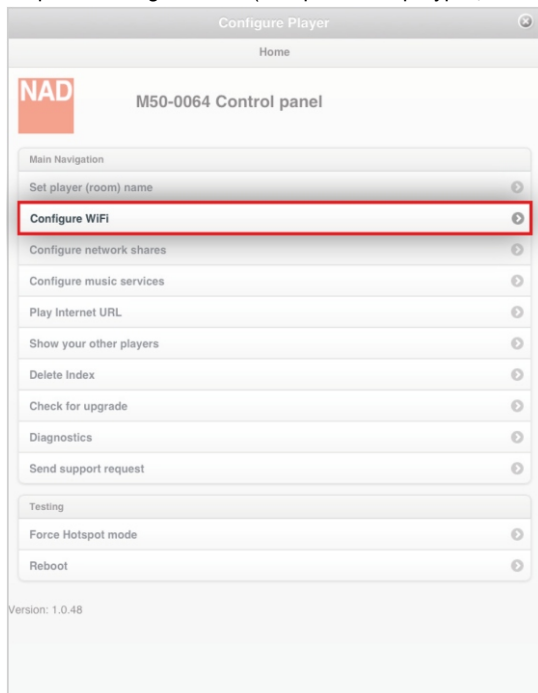 Configure Player
Home
NAD
M50-0064 Control panel
Main Navigation
Set player (room) name
Configure WiFi
Configure network shares
Configure music services
Play Internet URL
Show your other players
Delete Index
Check for upgrade
Diagnostics
Send support request
Testing
Force Hotspot mode
Reboot
Version: 1.0.48